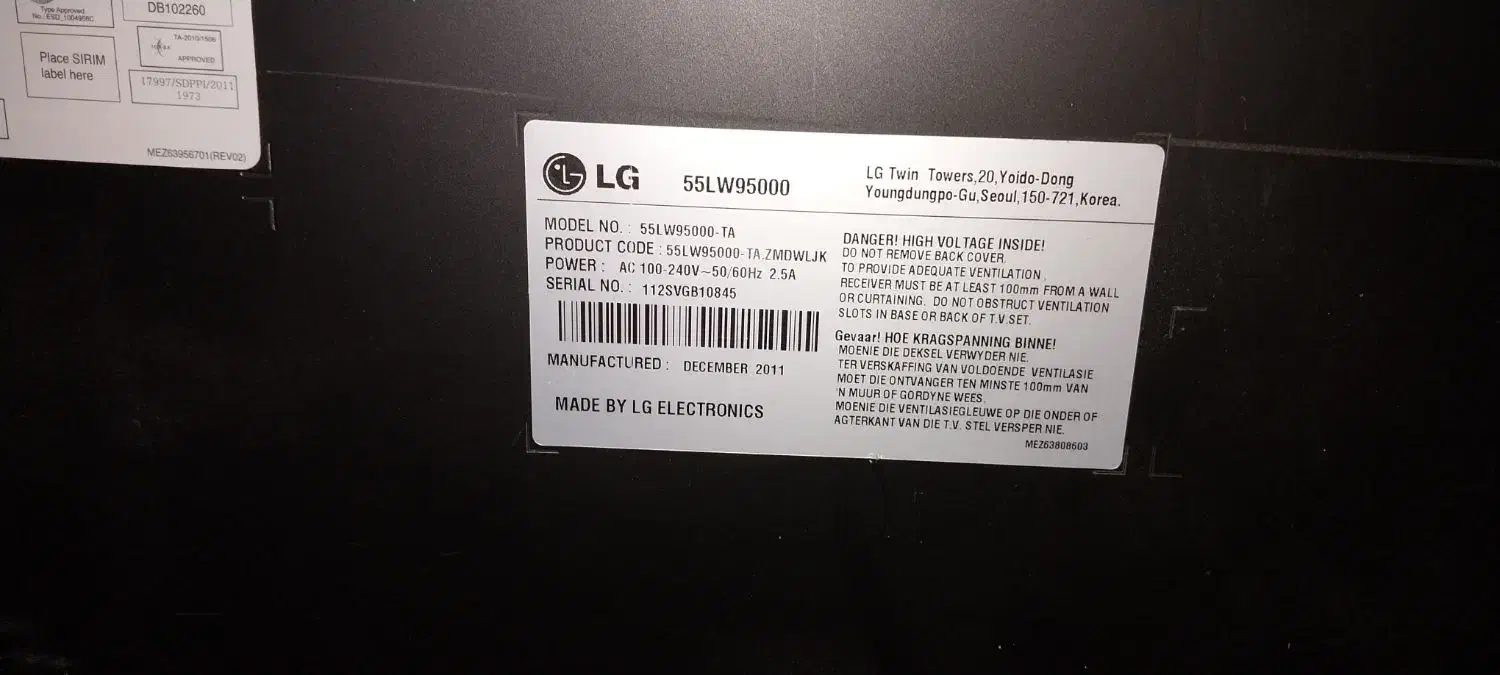 Type Approved
No.: ESD_1004956C
DB102260
Place SIRIM
label here
TA-2010/1506
APPROVED
17997/SDPPI/2011
1973
MEZ63956701(REV02)
LG
55LW95000
LG Twin Towers,20,Yoido-Dong
Youngdungpo-Gu,Seoul,150-721,Korea.
MODEL NO. : 55LW95000-TA
PRODUCT CODE : 55LW95000-TA.ZMDWLJK
POWER : AC 100-240V~50/60Hz 2.5A
SERIAL NO. : 112SVGB10845
MANUFACTURED : DECEMBER 2011
MADE BY LG ELECTRONICS
DANGER! HIGH VOLTAGE INSIDE!
DO NOT REMOVE BACK COVER.
TO PROVIDE ADEQUATE VENTILATION,
RECEIVER MUST BE AT LEAST 100mm FROM A WALL
OR CURTAINING. DO NOT OBSTRUCT VENTILATION
SLOTS IN BASE OR BACK OF T.V.SET.
Gevaar! HOE KRAGSPANNING BINNE!
MOENIE DIE DEKSEL VERWYDER NIE.
TER VERSKAFFING VAN VOLDOENDE VENTILASIE
MOET DIE ONTVANGER TEN MINSTE 100mm VAN
'N MUUR OF GORDYNE WEES.
MOENIE DIE VENTILASIEGLEUWE OP DIE ONDER OF
AGTERKANT VAN DIE T.V. STEL VERSPER NIE.
MEZ63808603